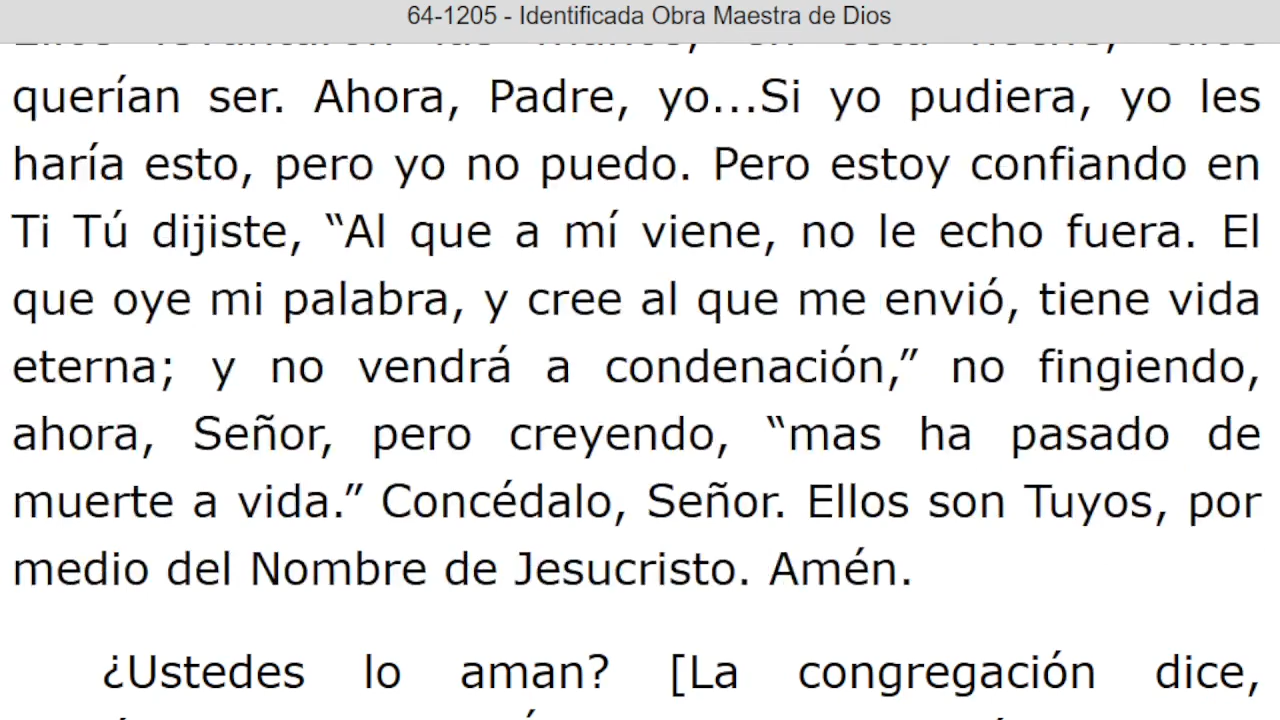 64-1205 - Identificada Obra Maestra de Dios
querían ser. Ahora, Padre, yo...Si yo pudiera, yo les
haría esto, pero yo no puedo. Pero estoy confiando en
Ti Tú dijiste, “Al que a mí viene, no le echo fuera. El
que oye mi palabra, y cree al que me envió, tiene vida
eterna; y no vendrá a condenación,” no fingiendo,
ahora, Señor, pero creyendo, “mas ha pasado de
muerte a vida.” Concédalo, Señor. Ellos son Tuyos, por
medio del Nombre de Jesucristo. Amén.
¿Ustedes lo aman? [La congregación dice,